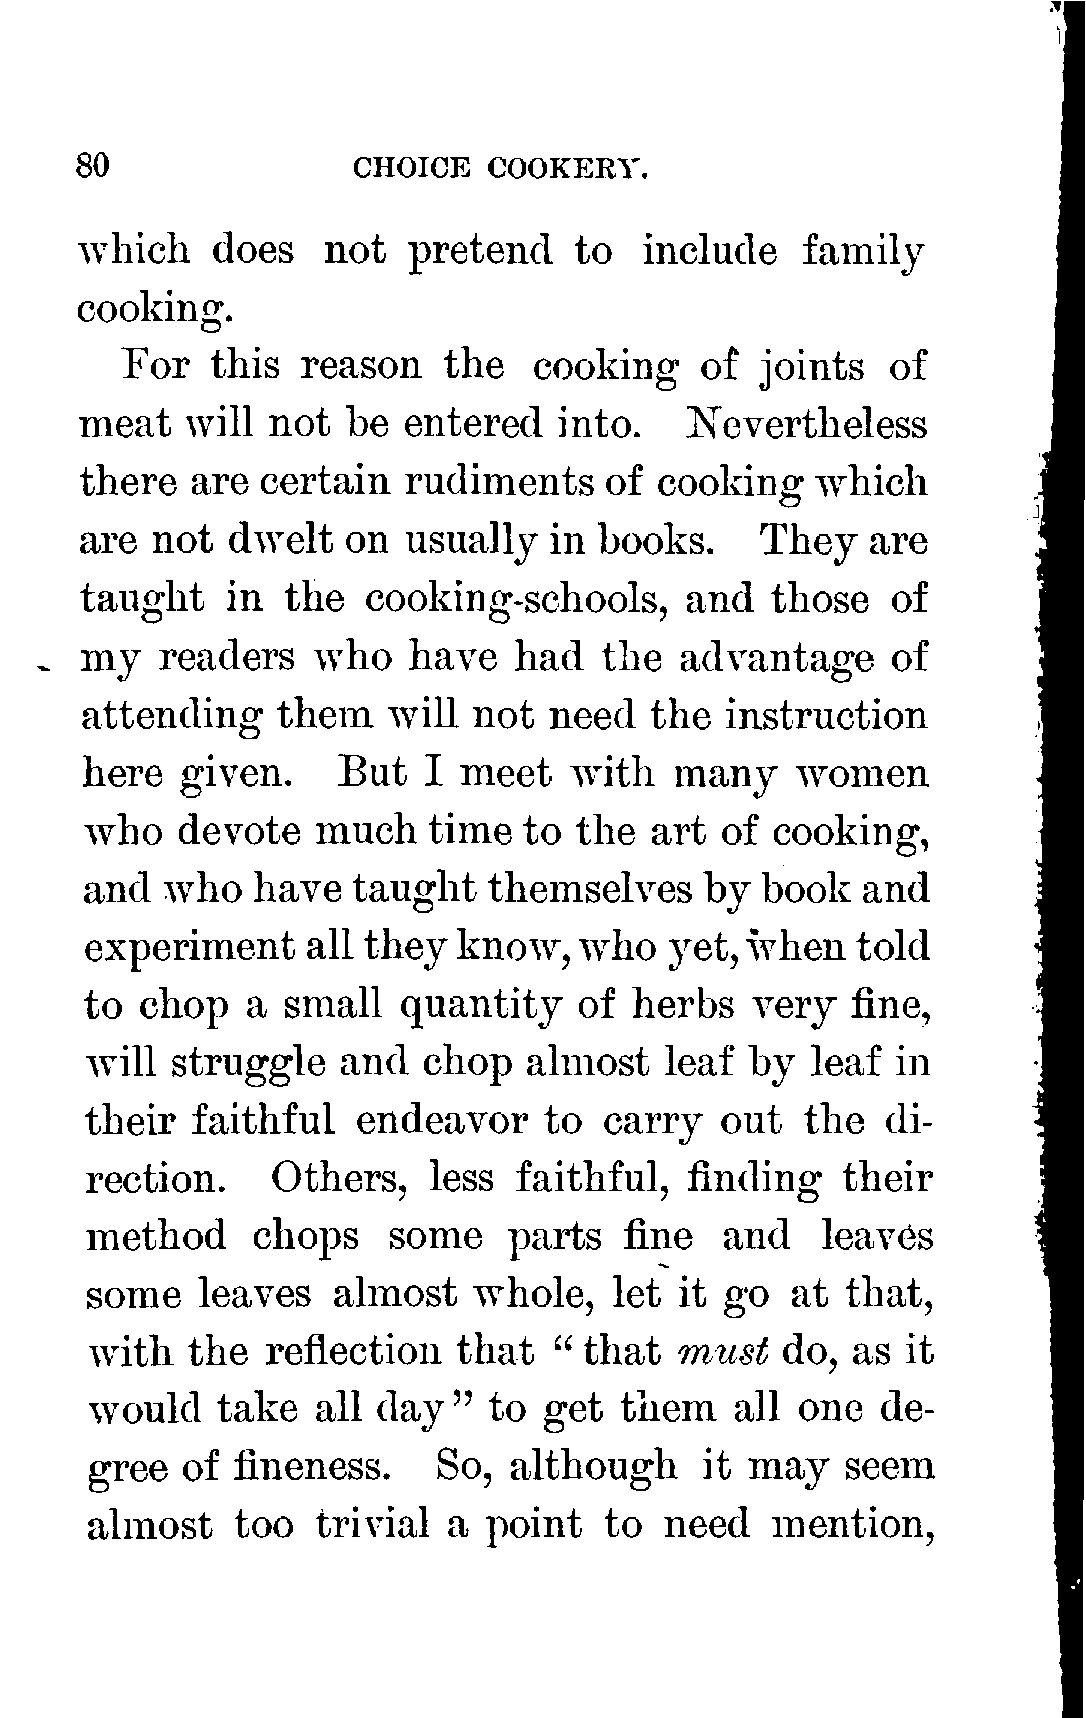 80 CHOICE COOKERY.
which does not pretend to include family
cooking.
For this reason the cooking of joints of
meat will not be entered into. Nevertheless
there are certain rudiments of cooking which
are not dwelt on usually in books. They are
taught in the cooking-schools, and those of
my readers who have had the advantage of
attending them will not need the instruction
here given. But I meet with many women
who devote much time to the art of cooking,
and who have taught themselves by book and
experiment all they know, who yet, when told
to chop a small quantity of herbs very fine,
will struggle and chop almost leaf by leaf in
their faithful endeavor to carry out the di-
rection. Others, less faithful, finding their
method chops some parts fine and leaves
some leaves almost whole, let it go at that,
with the reflection that “ that must do, as it
would take all day ” to get them all one de-
gree of fineness. So, although it may seem
almost too trivial a point to need mention,